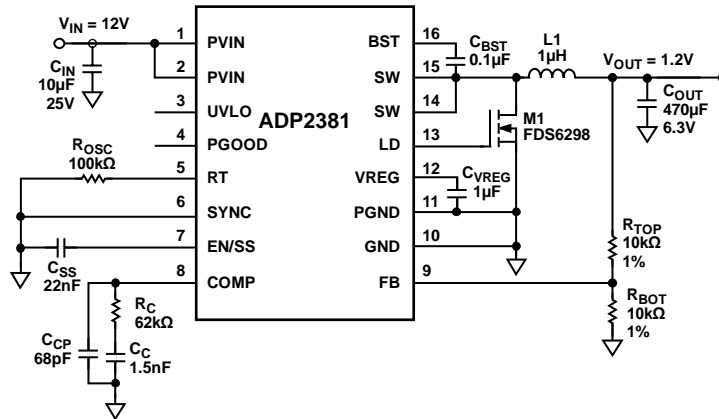 V_IN = 12V
C_IN
10µF
25V
1 PVIN
2 PVIN
3 UVLO
4 PGOOD
R_OSC
100kΩ
5 RT
6 SYNC
7 EN/SS
C_SS
22nF
8 COMP
R_C
62kΩ
C_CP
68pF
C_C
1.5nF
ADP2381
BST 16
C_BST
0.1µF
SW 15
SW 14
LD 13
L1
1µH
M1
FDS6298
V_OUT = 1.2V
C_OUT
470µF
6.3V
VREG 12
C_VREG
1µF
PGND 11
GND 10
FB 9
R_TOP
10kΩ
1%
R_BOT
10kΩ
1%